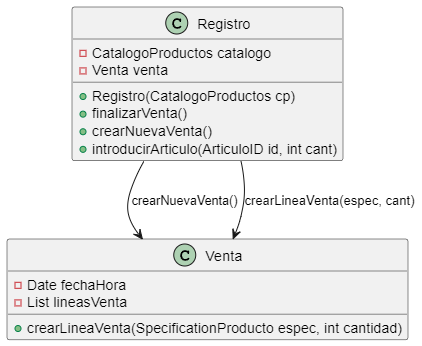 C Registro
CatalogoProductos catalogo
Venta venta
Registro(CatalogoProductos cp)
finalizarVenta()
crearNuevaVenta()
introducirArticulo(ArticuloID id, int cant)
crearNuevaVenta() crearLineaVenta(espec, cant)
C Venta
Date fechaHora
List lineasVenta
crearLineaVenta(SpecificationProducto espec, int cantidad)